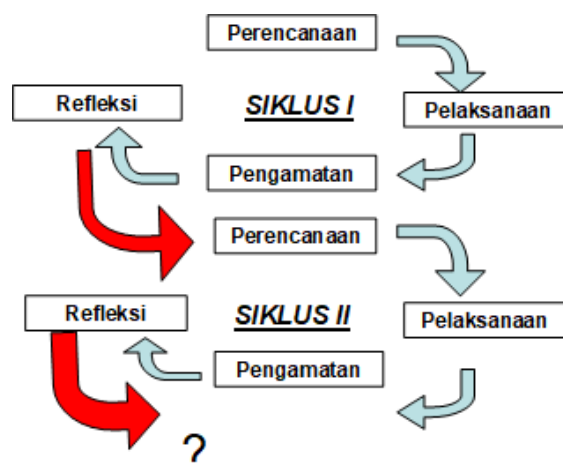 Perencanaan
Refleksi
SIKLUS I
Pelaksanaan
Pengamatan
Perencanaan
Refleksi
SIKLUS II
Pelaksanaan
Pengamatan
?